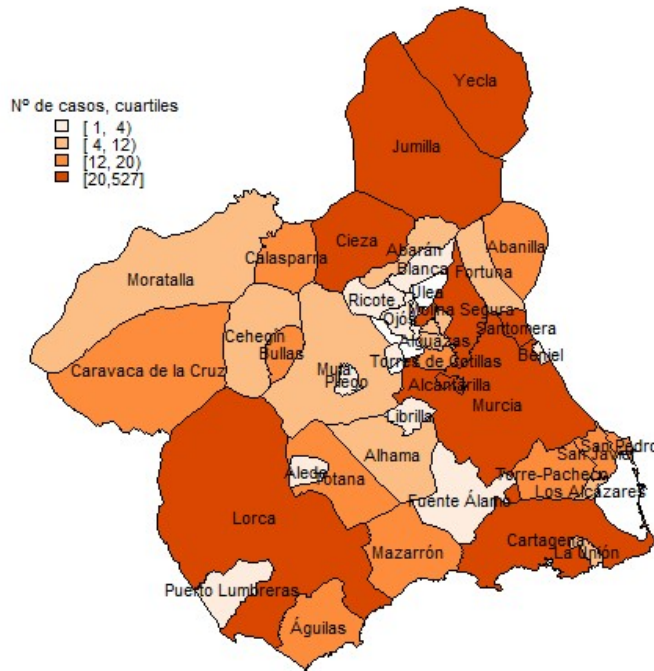 Yecla
Nº de casos, cuartiles
[ 1, 4)
[ 4, 12)
[12, 20)
[20,527]
Jumilla
Cieza
Abarán
Abanilla
Calasparra
Blanca
Fortuna
Moratalla
Ulea
Ricote
Molina Segura
Ojós
Santomera
Cehegín
Alguazas
Beniel
Bullas
Torres de Cotillas
Caravaca de la Cruz
Mula
Pliego
Alcantarilla
Murcia
Librilla
San Pedro
Alhama
San Javier
Aledo
Totana
Torre-Pacheco
Fuente Álamo
Los Alcázares
Lorca
Cartagena
Mazarrón
La Unión
Puerto Lumbreras
Águilas